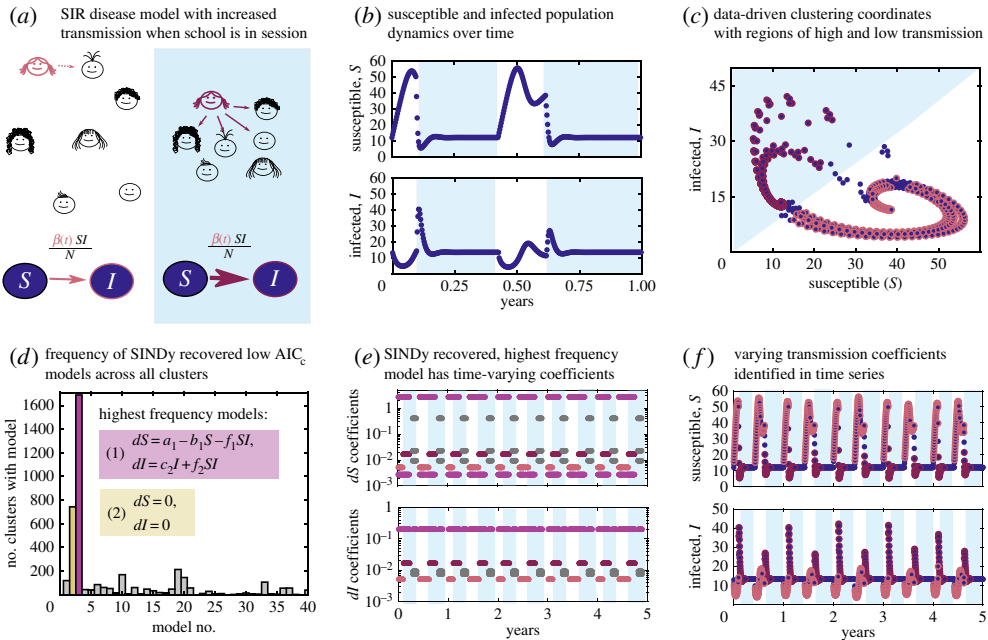 (a) SIR disease model with increased
transmission when school is in session
β(t) SI
N
S
I
β(t) SI
N
S
I
(b) susceptible and infected population
dynamics over time
susceptible, S
60
50
40
30
20
10
0
infected, I
60
50
40
30
20
10
0
0
0.25
0.50
0.75
1.00
years
(c) data-driven clustering coordinates
with regions of high and low transmission
infected, I
45
30
15
0
10
20
30
40
50
susceptible (S)
(d) frequency of SINDy recovered low AICc
models across all clusters
no. clusters with model
1600
1400
1200
1000
800
600
400
200
0
5
10
15
20
25
30
35
40
model no.
highest frequency models:
(1) dS = a1 – b1S – f1SI,
dI = c2I + f2SI
(2) dS = 0,
dI = 0
(e) SINDy recovered, highest frequency
model has time-varying coefficients
dS coefficients
1
10–1
10–2
10–3
dI coefficients
1
10–1
10–2
10–3
0
1
2
3
4
5
years
(f) varying transmission coefficients
identified in time series
susceptible, S
60
50
40
30
20
10
0
infected, I
50
40
30
20
10
0
0
1
2
3
4
5
years